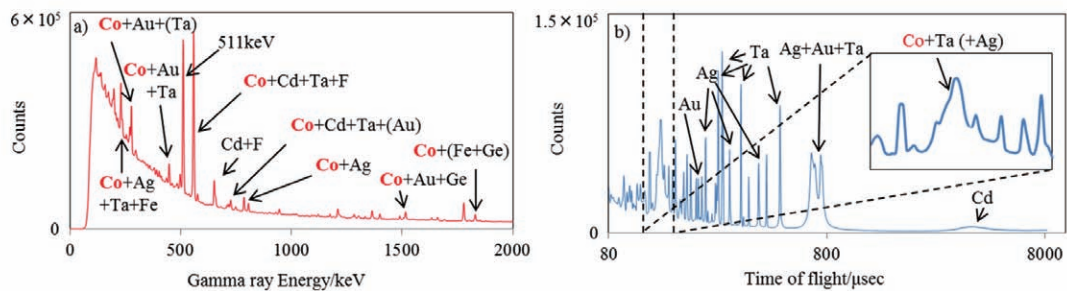 6×10⁵
a)
Co+Au+(Ta)
511keV
Co+Au
+Ta
Co+Cd+Ta+F
Co+Cd+Ta+(Au)
Cd+F
Co+Ag
Co+(Fe+Ge)
Co+Ag
+Ta+Fe
Co+Au+Ge
Counts
0
0
500
1000
1500
2000
Gamma ray Energy/keV
1.5×10⁵
b)
Ta
Ag+Au+Ta
Co+Ta (+Ag)
Ag
Au
Cd
Counts
0
80
800
8000
Time of flight/μsec